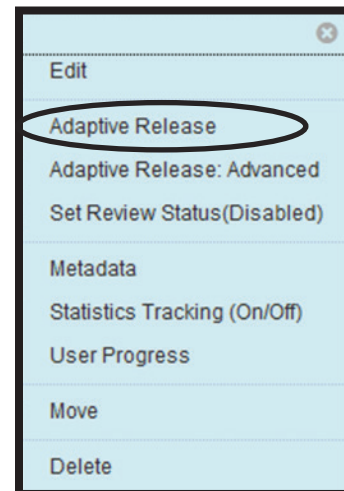 Edit
Adaptive Release
Adaptive Release: Advanced
Set Review Status(Disabled)
Metadata
Statistics Tracking (On/Off)
User Progress
Move
Delete